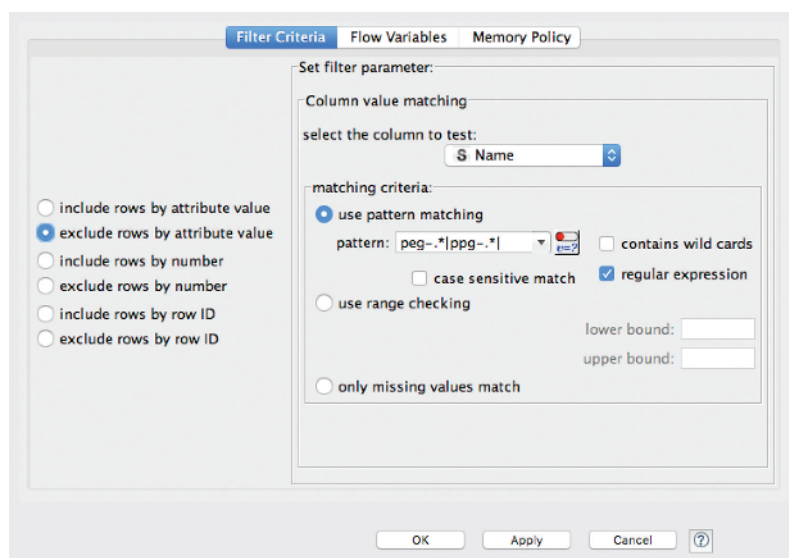 Filter Criteria Flow Variables Memory Policy
Set filter parameter:
Column value matching
select the column to test:
S Name
matching criteria:
include rows by attribute value
exclude rows by attribute value
include rows by number
exclude rows by number
include rows by row ID
exclude rows by row ID
use pattern matching
pattern: peg-.*|ppg-.*| contains wild cards
case sensitive match regular expression
use range checking
lower bound:
upper bound:
only missing values match
OK Apply Cancel ?